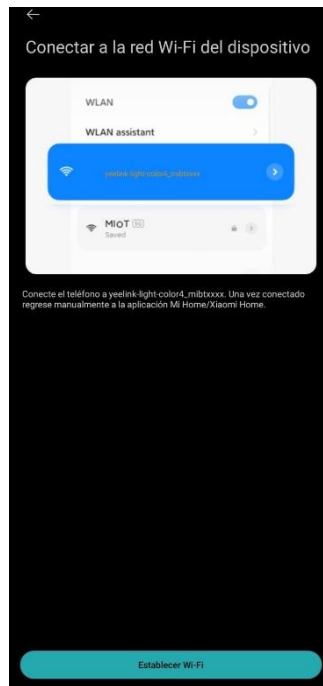 Conectar a la red Wi-Fi del dispositivo
WLAN
WLAN assistant
yeelink-light-color4_mibtxxxx
MIOT 5G
Saved
Conecte el teléfono a yeelink-light-color4_mibtxxxx. Una vez conectado
regrese manualmente a la aplicación Mi Home/Xiaomi Home.
Establecer Wi-Fi